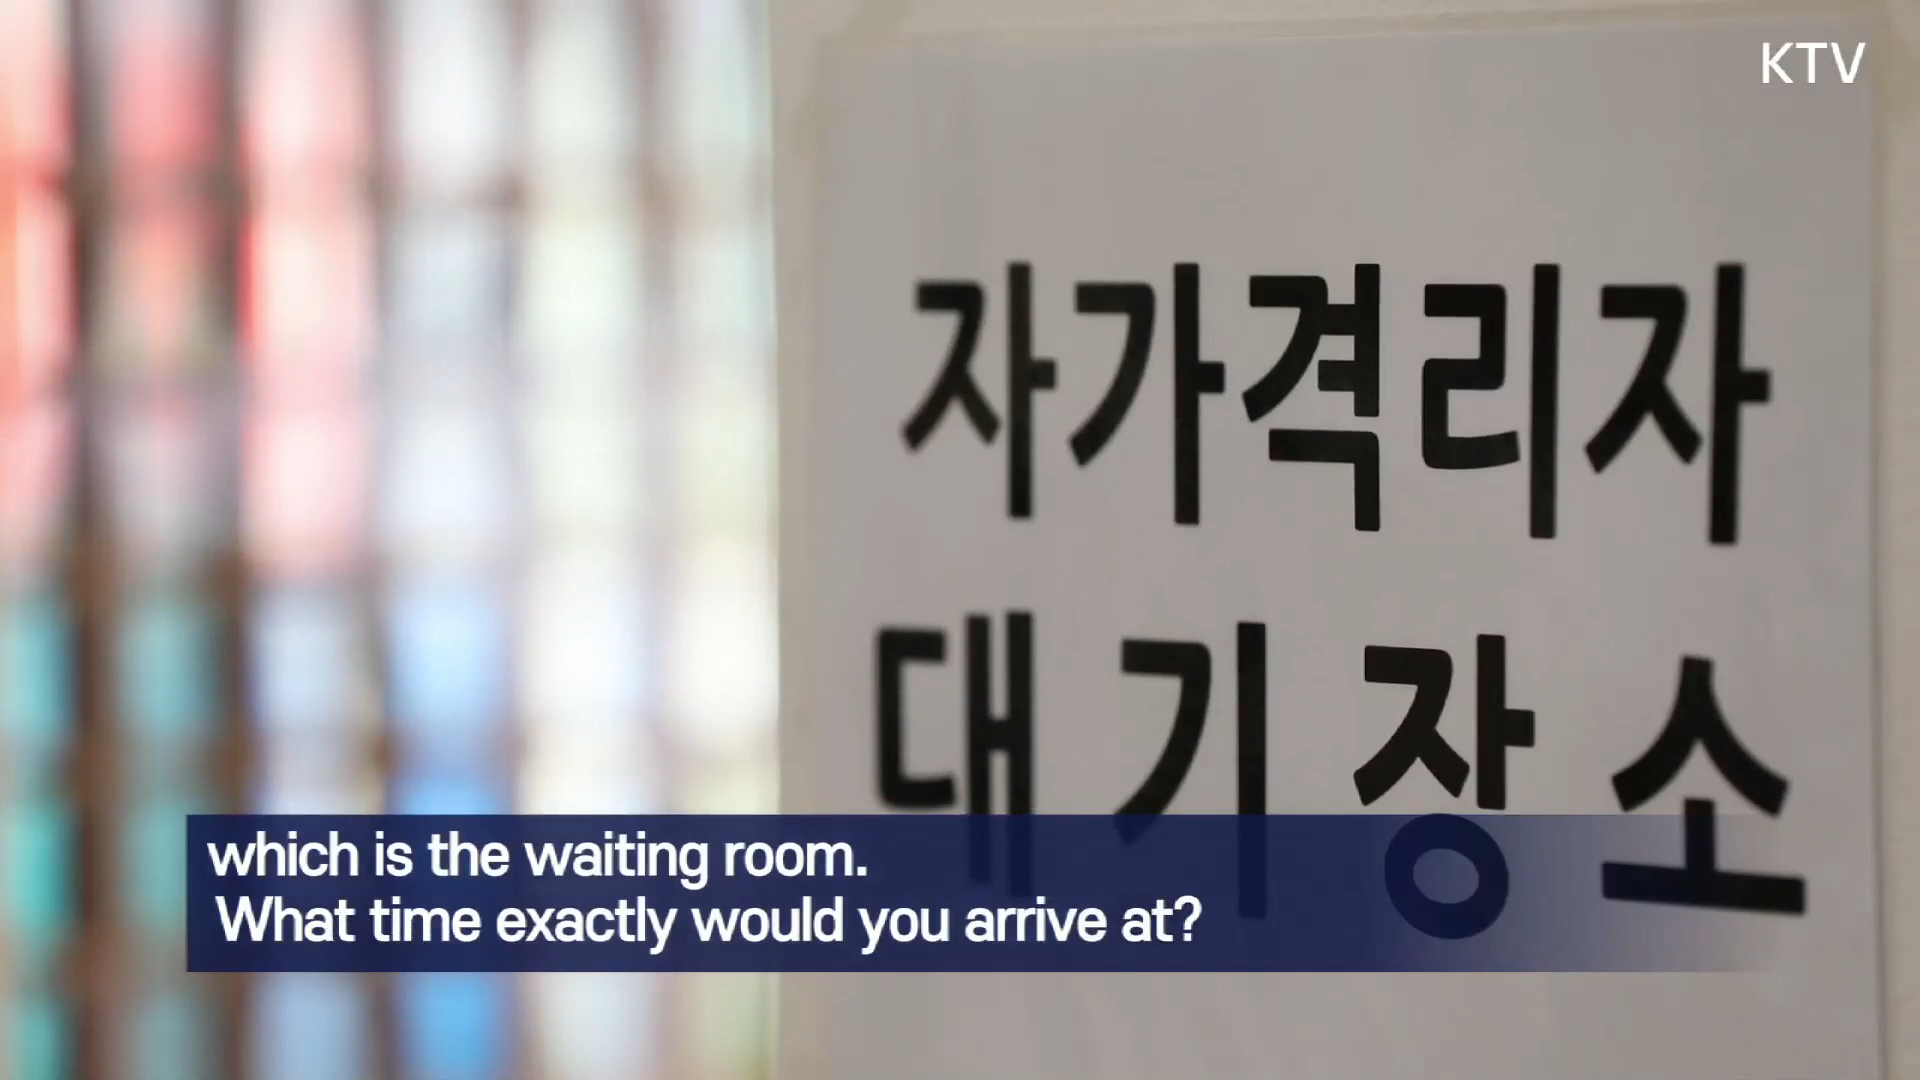 KTV
자가격리자
대기장소
which is the waiting room.
What time exactly would you arrive at?